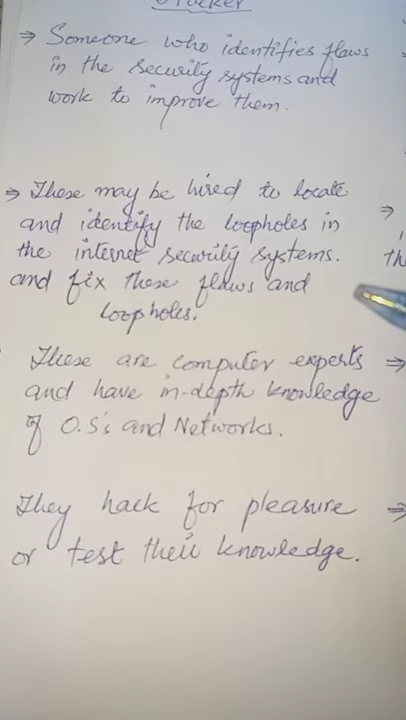 ⇒ Someone who identifies flaws
in the security systems and
work to improve them.
⇒ These may be hired to locate
and identify the loopholes in
the internet security systems.
and fix these flaws and
loopholes.
These are computer experts
and have in-depth knowledge
of O.S's and Networks.
They hack for pleasure
or test their knowledge.
⇒
th
⇒
⇒